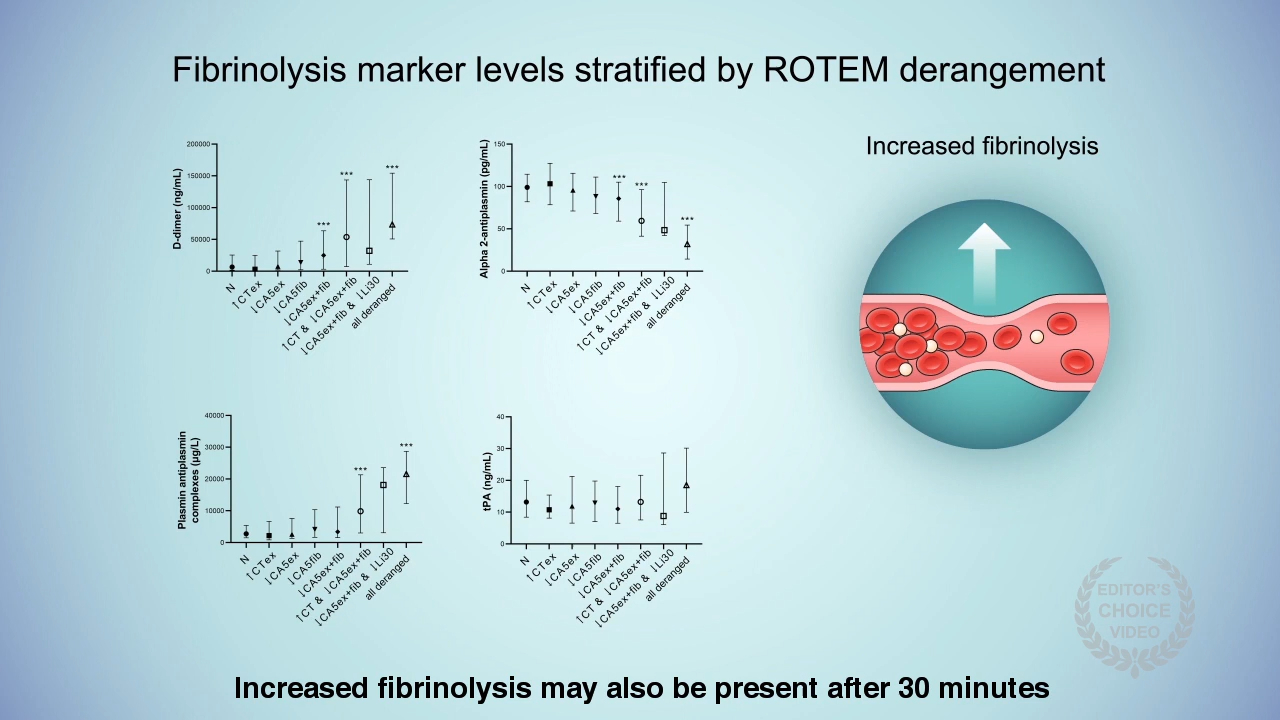 Fibrinolysis marker levels stratified by ROTEM derangement
Increased fibrinolysis
D-dimer (ng/mL)
200000
150000
100000
50000
0
***
***
***
N
↑CTex
↓CA5ex
↓CA5fib
↓CA5ex+fib
↑CT & ↓CA5ex+fib
↓CA5ex+fib & ↓Li30
all deranged
Alpha 2-antiplasmin (pg/mL)
150
100
50
0
***
***
***
N
↑CTex
↓CA5ex
↓CA5fib
↓CA5ex+fib
↑CT & ↓CA5ex+fib
↓CA5ex+fib & ↓Li30
all deranged
Plasmin antiplasmin
complexes (µg/L)
40000
30000
20000
10000
0
***
***
N
↑CTex
↓CA5ex
↓CA5fib
↓CA5ex+fib
↑CT & ↓CA5ex+fib
↓CA5ex+fib & ↓Li30
all deranged
tPA (ng/mL)
40
30
20
10
0
N
↑CTex
↓CA5ex
↓CA5fib
↓CA5ex+fib
↑CT & ↓CA5ex+fib
↓CA5ex+fib & ↓Li30
all deranged
EDITOR'S
CHOICE
VIDEO
Increased fibrinolysis may also be present after 30 minutes